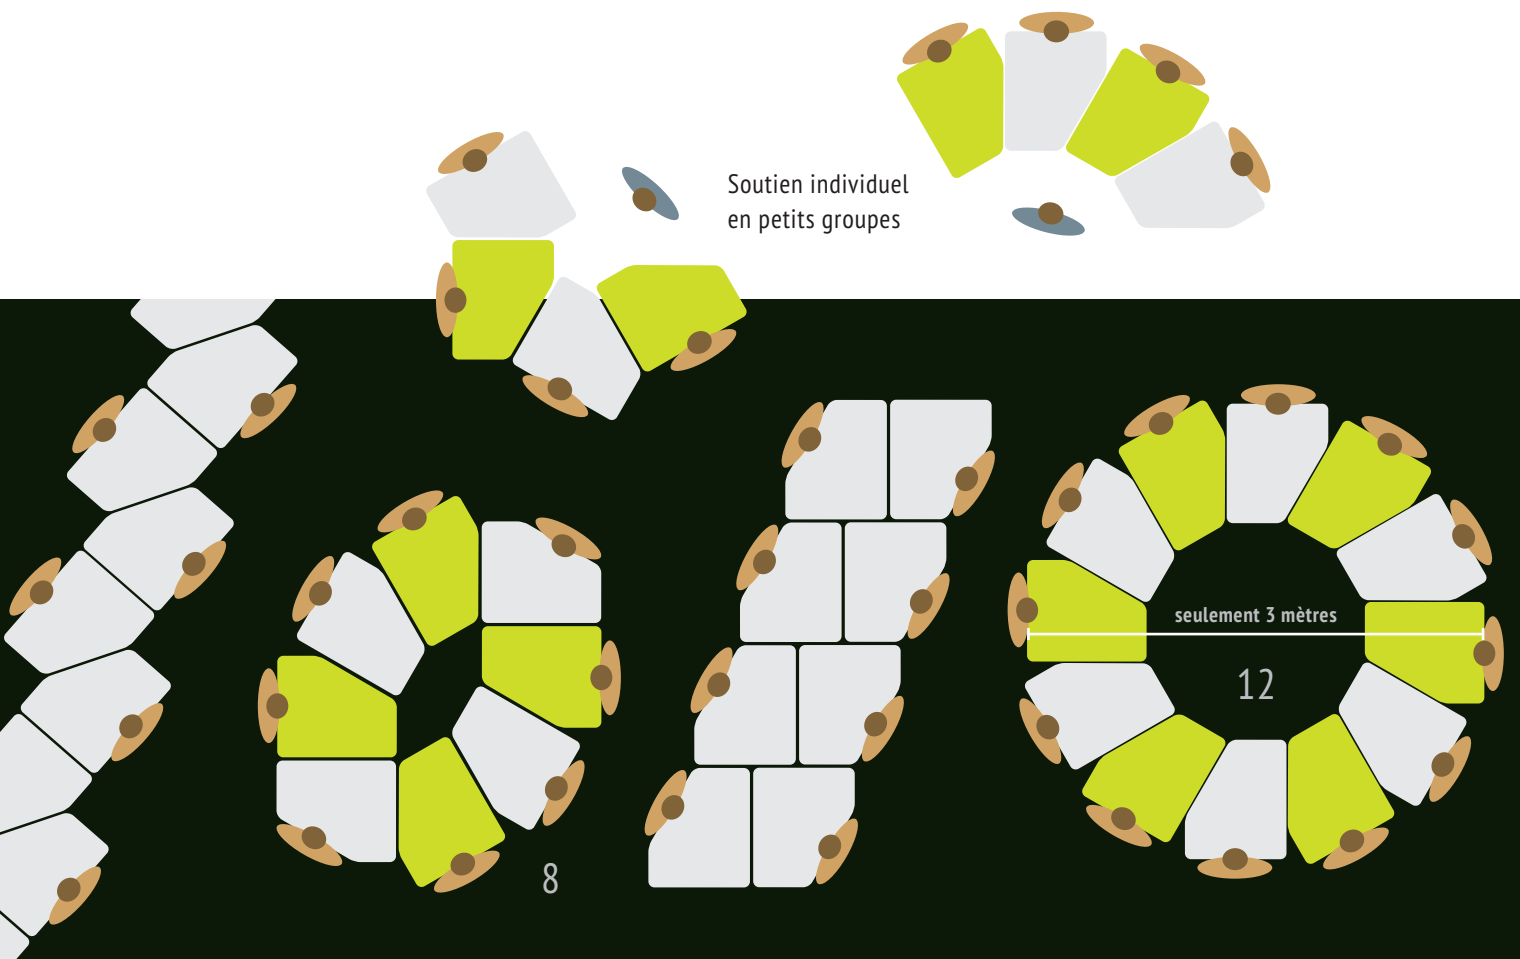 Soutien individuel
en petits groupes
seulement 3 mètres
12
8